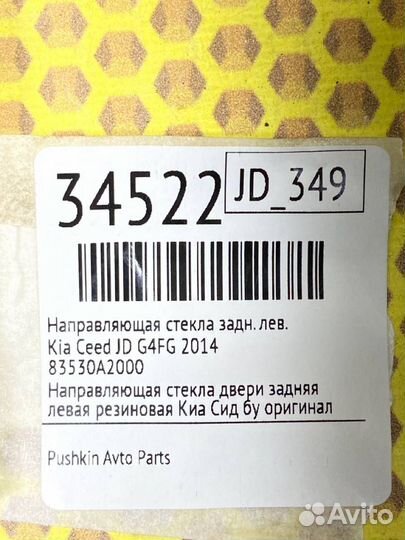 34522
JD_349
Направляющая стекла задн. лев.
Kia Ceed JD G4FG 2014
83530A2000
Направляющая стекла двери задняя
левая резиновая Киа Сид бу оригинал
Pushkin Avto Parts
Avito